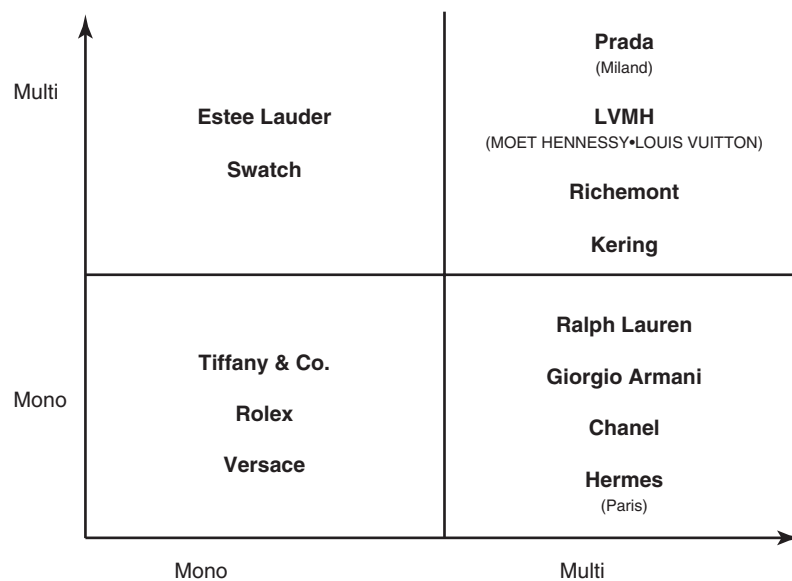 Multi
Estee Lauder
Swatch
Prada
(Miland)
LVMH
(MOET HENNESSY•LOUIS VUITTON)
Richemont
Kering
Mono
Tiffany & Co.
Rolex
Versace
Ralph Lauren
Giorgio Armani
Chanel
Hermes
(Paris)
Mono
Multi